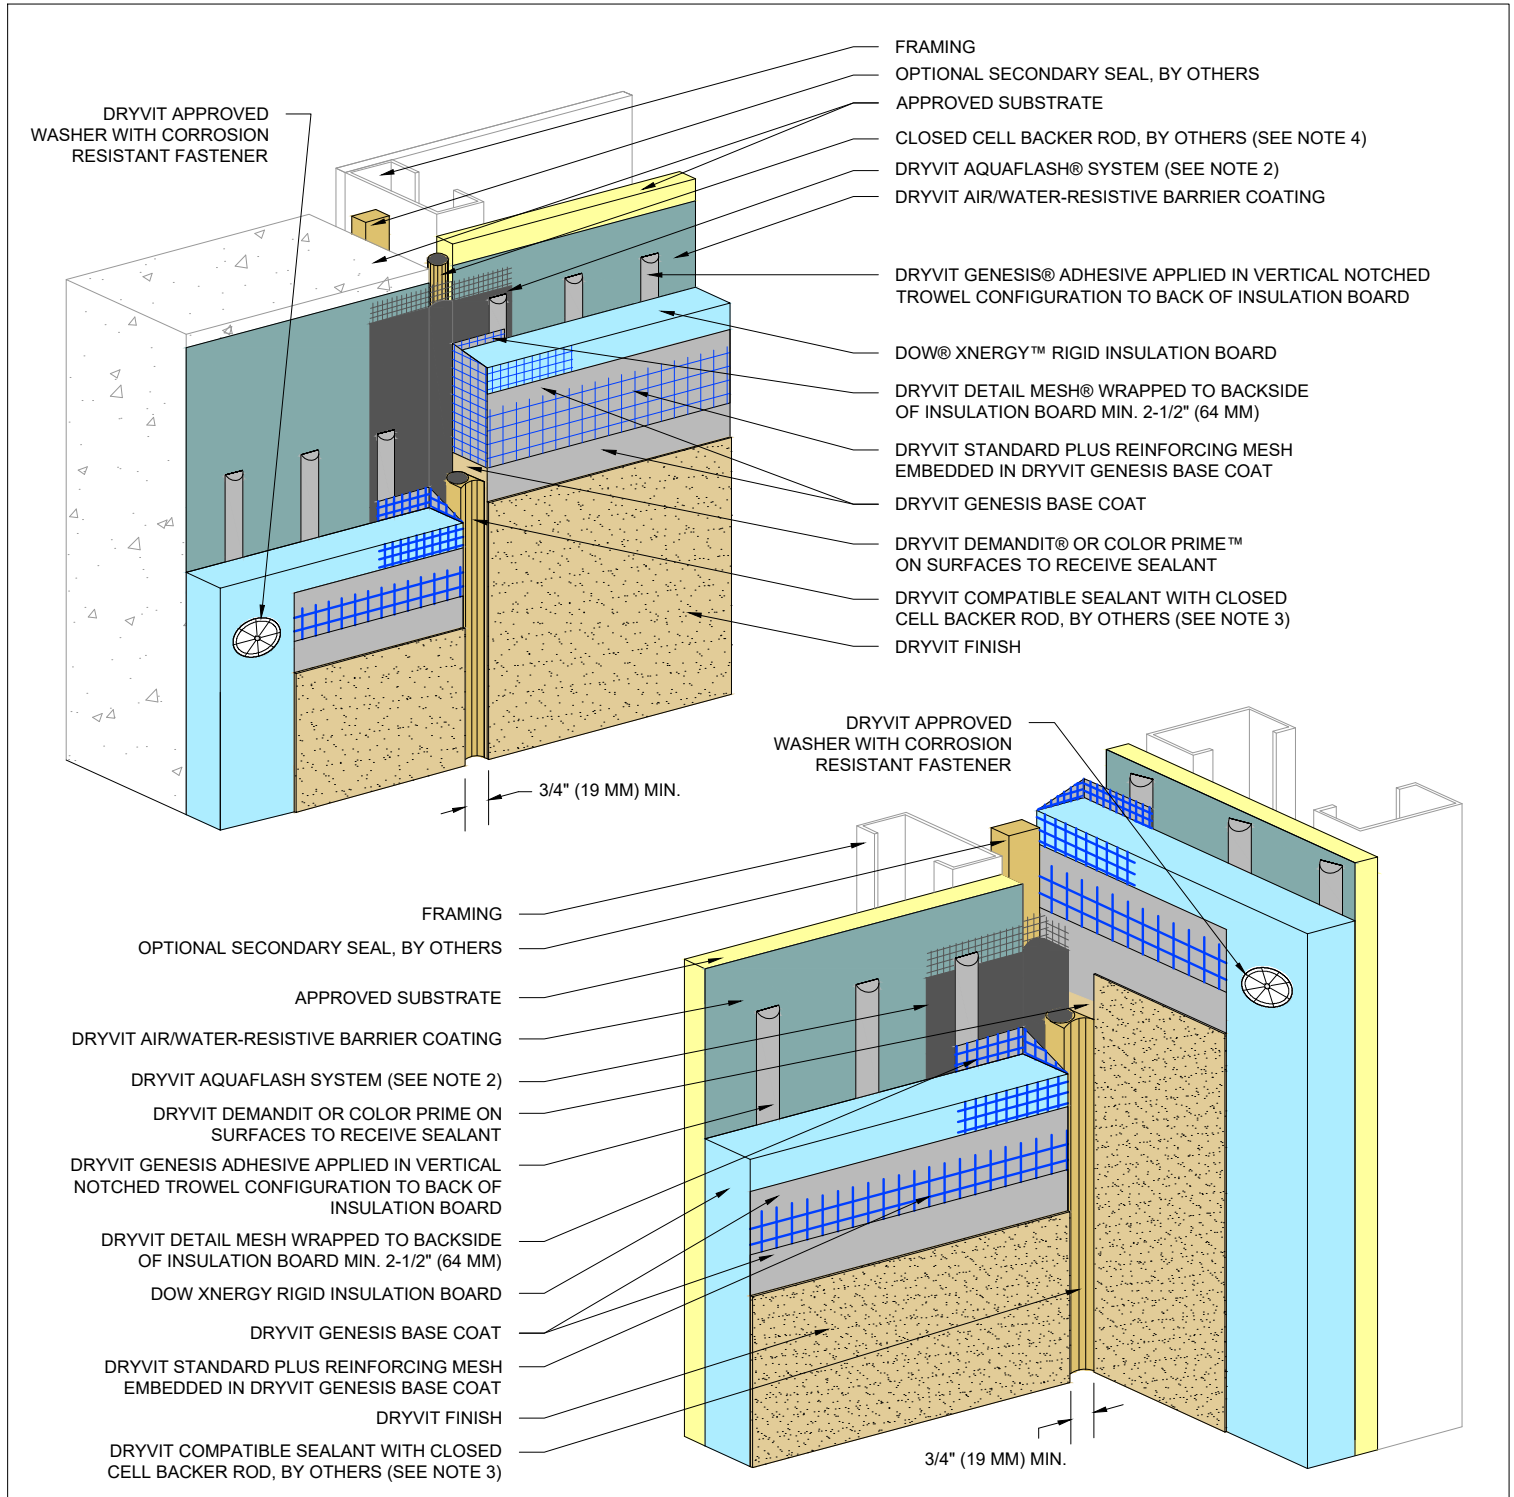 FRAMING
OPTIONAL SECONDARY SEAL, BY OTHERS
APPROVED SUBSTRATE
CLOSED CELL BACKER ROD, BY OTHERS (SEE NOTE 4)
DRYVIT AQUAFLASH® SYSTEM (SEE NOTE 2)
DRYVIT AIR/WATER-RESISTIVE BARRIER COATING
DRYVIT GENESIS® ADHESIVE APPLIED IN VERTICAL NOTCHED
TROWEL CONFIGURATION TO BACK OF INSULATION BOARD
DOW® XNERGY™ RIGID INSULATION BOARD
DRYVIT DETAIL MESH® WRAPPED TO BACKSIDE
OF INSULATION BOARD MIN. 2-1/2" (64 MM)
DRYVIT STANDARD PLUS REINFORCING MESH
EMBEDDED IN DRYVIT GENESIS BASE COAT
DRYVIT GENESIS BASE COAT
DRYVIT DEMANDIT® OR COLOR PRIME™
ON SURFACES TO RECEIVE SEALANT
DRYVIT COMPATIBLE SEALANT WITH CLOSED
CELL BACKER ROD, BY OTHERS (SEE NOTE 3)
DRYVIT FINISH
DRYVIT APPROVED
WASHER WITH CORROSION
RESISTANT FASTENER
3/4" (19 MM) MIN.
DRYVIT APPROVED
WASHER WITH CORROSION
RESISTANT FASTENER
FRAMING
OPTIONAL SECONDARY SEAL, BY OTHERS
APPROVED SUBSTRATE
DRYVIT AIR/WATER-RESISTIVE BARRIER COATING
DRYVIT AQUAFLASH SYSTEM (SEE NOTE 2)
DRYVIT DEMANDIT OR COLOR PRIME ON
SURFACES TO RECEIVE SEALANT
DRYVIT GENESIS ADHESIVE APPLIED IN VERTICAL
NOTCHED TROWEL CONFIGURATION TO BACK OF
INSULATION BOARD
DRYVIT DETAIL MESH WRAPPED TO BACKSIDE
OF INSULATION BOARD MIN. 2-1/2" (64 MM)
DOW XNERGY RIGID INSULATION BOARD
DRYVIT GENESIS BASE COAT
DRYVIT STANDARD PLUS REINFORCING MESH
EMBEDDED IN DRYVIT GENESIS BASE COAT
DRYVIT FINISH
DRYVIT COMPATIBLE SEALANT WITH CLOSED
CELL BACKER ROD, BY OTHERS (SEE NOTE 3)
3/4" (19 MM) MIN.